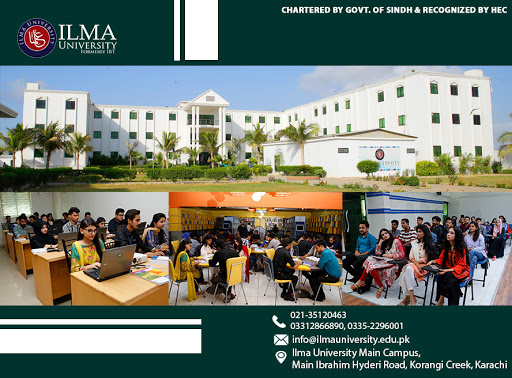 CHARTERED BY GOVT. OF SINDH & RECOGNIZED BY HEC
ILMA UNIVERSITY
ILMA
UNIVERSITY
FORMERLY IBT
021-35120463
03312866890, 0335-2296001
info@ilmauniversity.edu.pk
Ilma University Main Campus,
Main Ibrahim Hyderi Road, Korangi Creek, Karachi